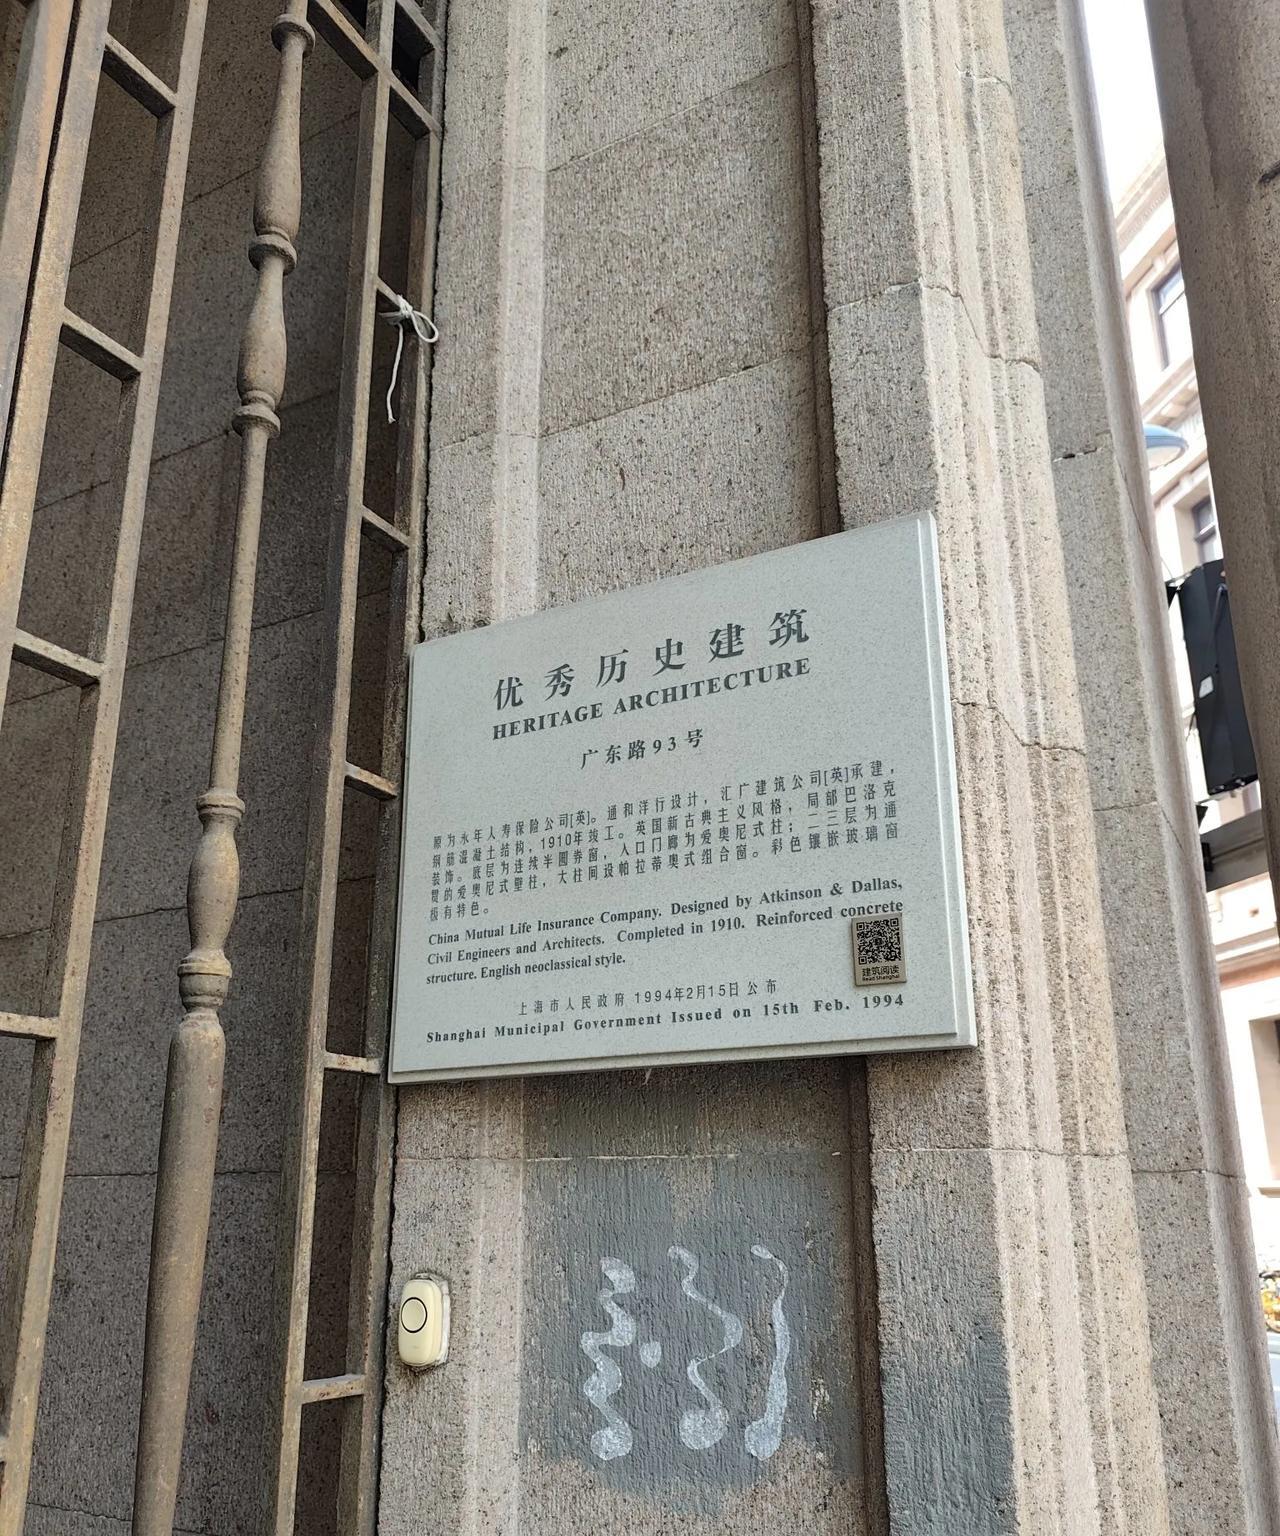 优秀历史建筑
HERITAGE ARCHITECTURE
广东路93号
原为永年人寿保险公司[英]。通和洋行设计，汇广建筑公司[英]承建，
钢筋混凝土结构，1910年竣工。英国新古典主义风格，局部巴洛克
装饰。底层为连续半圆券窗，入口门廊为爱奥尼式柱；二三层为通
贯的爱奥尼式壁柱，大柱间设帕拉蒂奥式组合窗。彩色镶嵌玻璃窗
极有特色。
China Mutual Life Insurance Company. Designed by Atkinson & Dallas,
Civil Engineers and Architects. Completed in 1910. Reinforced concrete
structure. English neoclassical style.
建筑阅读
Read Shanghai
上海市人民政府 1994年2月15日公布
Shanghai Municipal Government Issued on 15th Feb. 1994